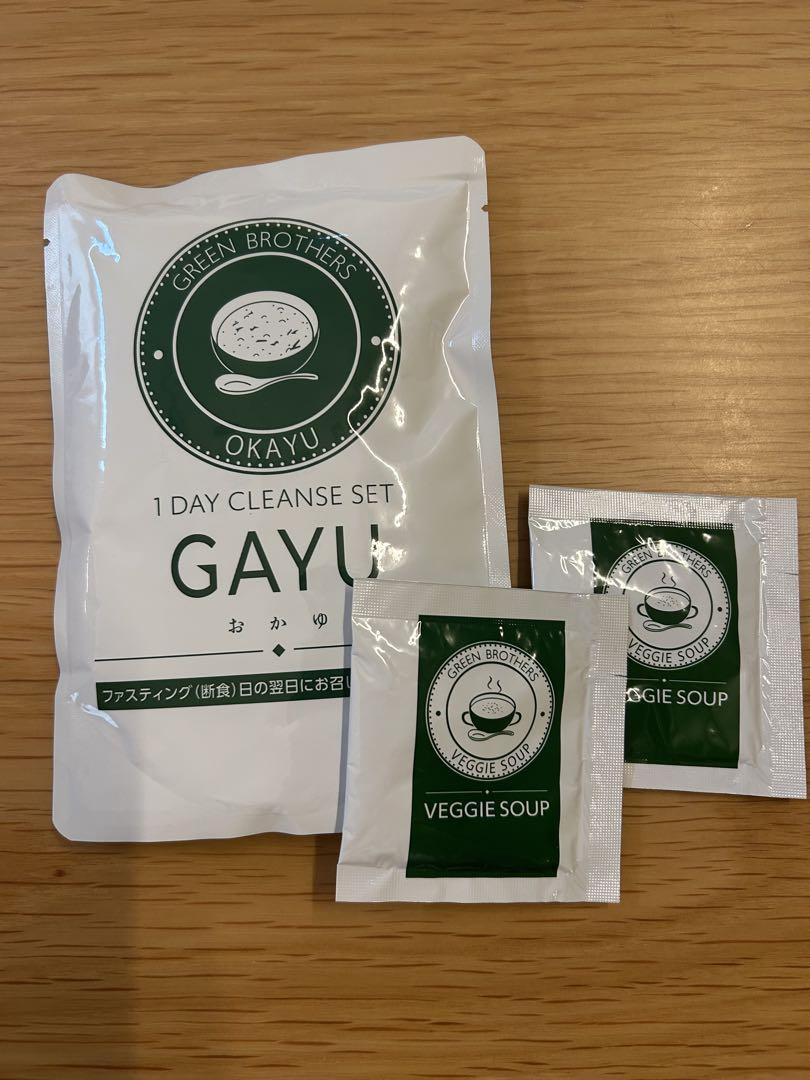 GREEN BROTHERS
OKAYU
1 DAY CLEANSE SET
GAYU
おかゆ
ファスティング(断食)日の翌日にお召
GREEN BROTHERS
VEGGIE SOUP
VEGGIE SOUP
GREEN BROTHERS
VEGGIE SOUP
GGIE SOUP